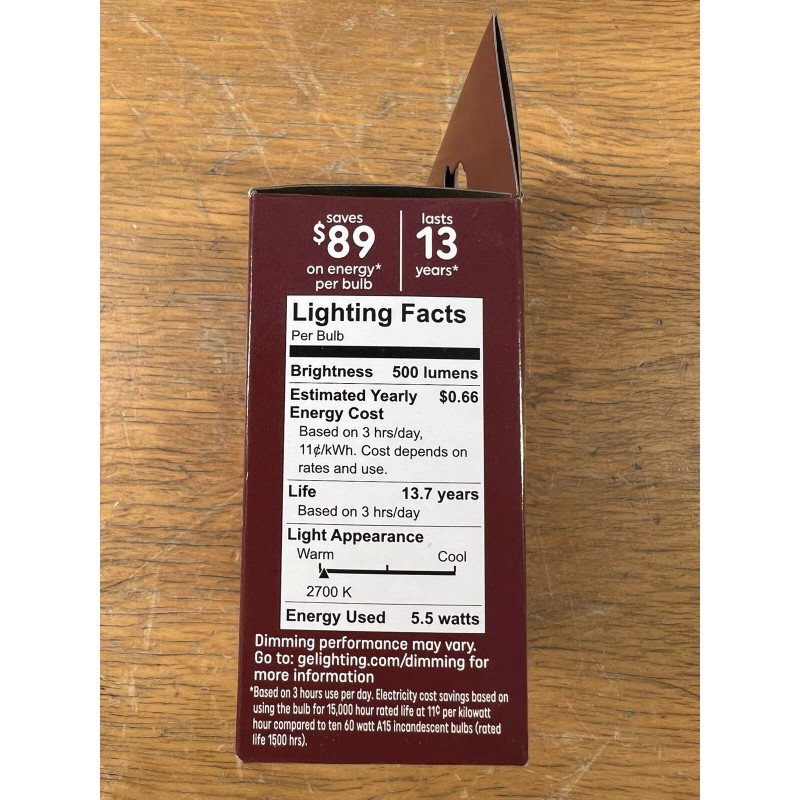 saves
$89
on energy*
per bulb
lasts
13
years*
Lighting Facts
Per Bulb
Brightness 500 lumens
Estimated Yearly $0.66
Energy Cost
Based on 3 hrs/day,
11¢/kWh. Cost depends on
rates and use.
Life 13.7 years
Based on 3 hrs/day
Light Appearance
Warm Cool
2700 K
Energy Used 5.5 watts
Dimming performance may vary.
Go to: gelighting.com/dimming for
more information
*Based on 3 hours use per day. Electricity cost savings based on
using the bulb for 15,000 hour rated life at 11¢ per kilowatt
hour compared to ten 60 watt A15 incandescent bulbs (rated
life 1500 hrs).